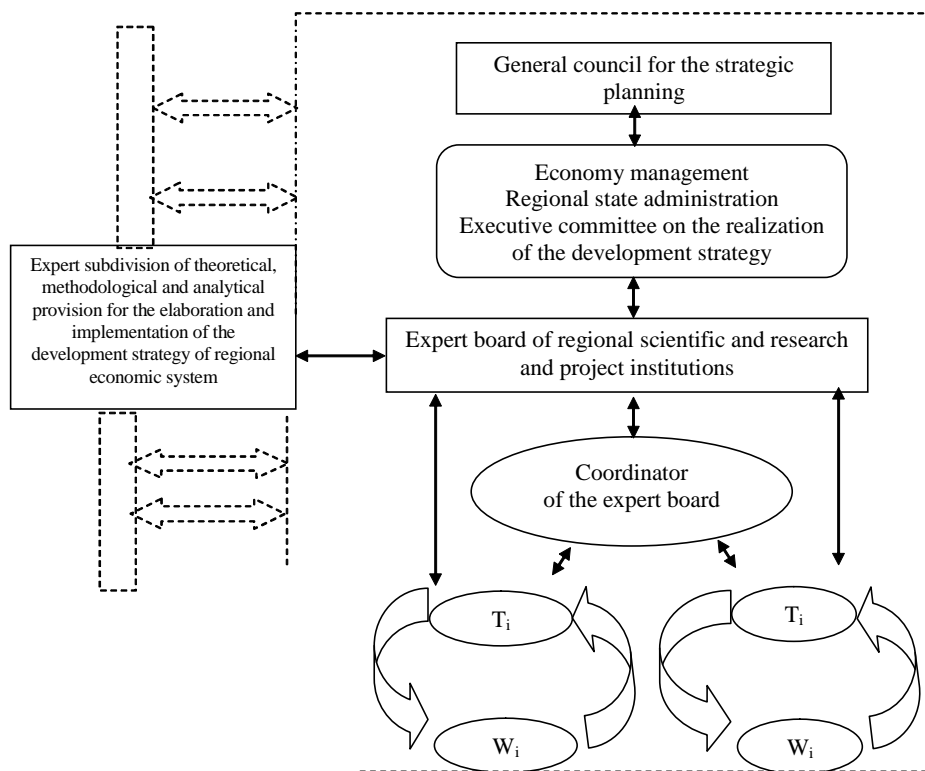 General council for the strategic
planning
Economy management
Regional state administration
Executive committee on the realization
of the development strategy
Expert subdivision of theoretical,
methodological and analytical
provision for the elaboration and
implementation of the
development strategy of regional
economic system
Expert board of regional scientific and research
and project institutions
Coordinator
of the expert board
Ti
Ti
Wi
Wi